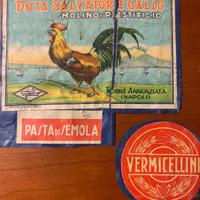 DITTA SALVATORE GALLO
MOLINO e PASTIFICIO
TORRE ANNUNZIATA
(NAPOLI)
PASTA DI SEMOLA
VERMICELLINI